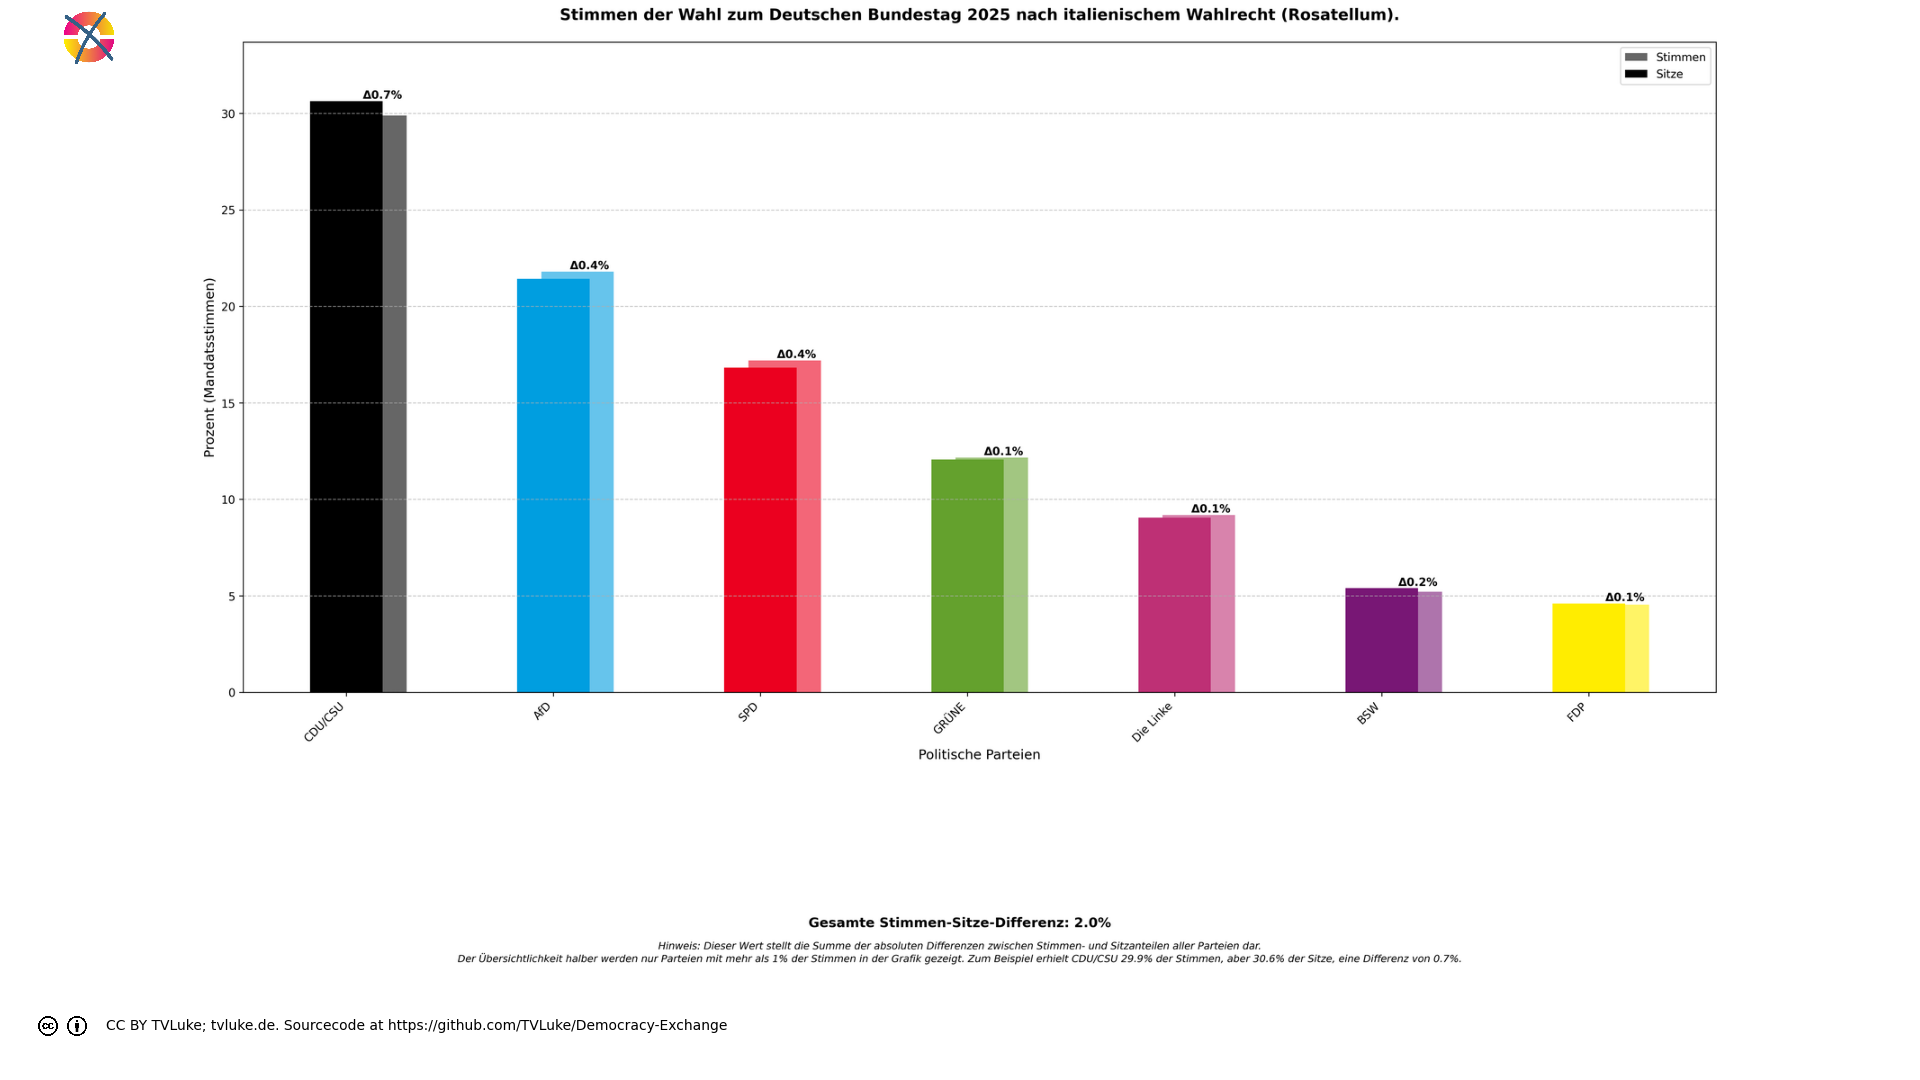 Stimmen der Wahl zum Deutschen Bundestag 2025 nach italienischem Wahlrecht (Rosatellum).
Stimmen
Sitze
Prozent (Mandatsstimmen)
30
25
20
15
10
5
0
Δ0.7%
Δ0.4%
Δ0.4%
Δ0.1%
Δ0.1%
Δ0.2%
Δ0.1%
CDU/CSU
AfD
SPD
GRÜNE
Die Linke
BSW
FDP
Politische Parteien
Gesamte Stimmen-Sitze-Differenz: 2.0%
Hinweis: Dieser Wert stellt die Summe der absoluten Differenzen zwischen Stimmen- und Sitzanteilen aller Parteien dar.
Der Übersichtlichkeit halber werden nur Parteien mit mehr als 1% der Stimmen in der Grafik gezeigt. Zum Beispiel erhielt CDU/CSU 29.9% der Stimmen, aber 30.6% der Sitze, eine Differenz von 0.7%.
cc
CC BY TVLuke; tvluke.de. Sourcecode at https://github.com/TVLuke/Democracy-Exchange